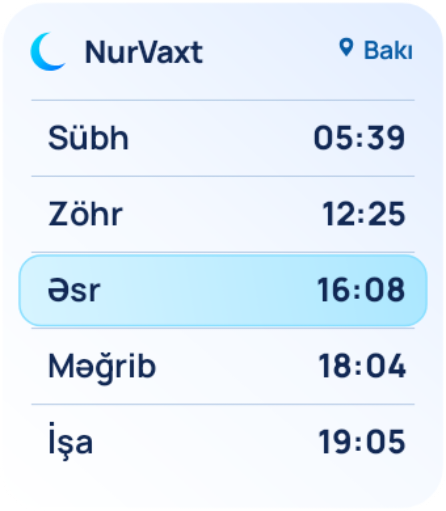 NurVaxt Bakı
Sübh 05:39
Zöhr 12:25
Əsr 16:08
Məğrib 18:04
İşa 19:05